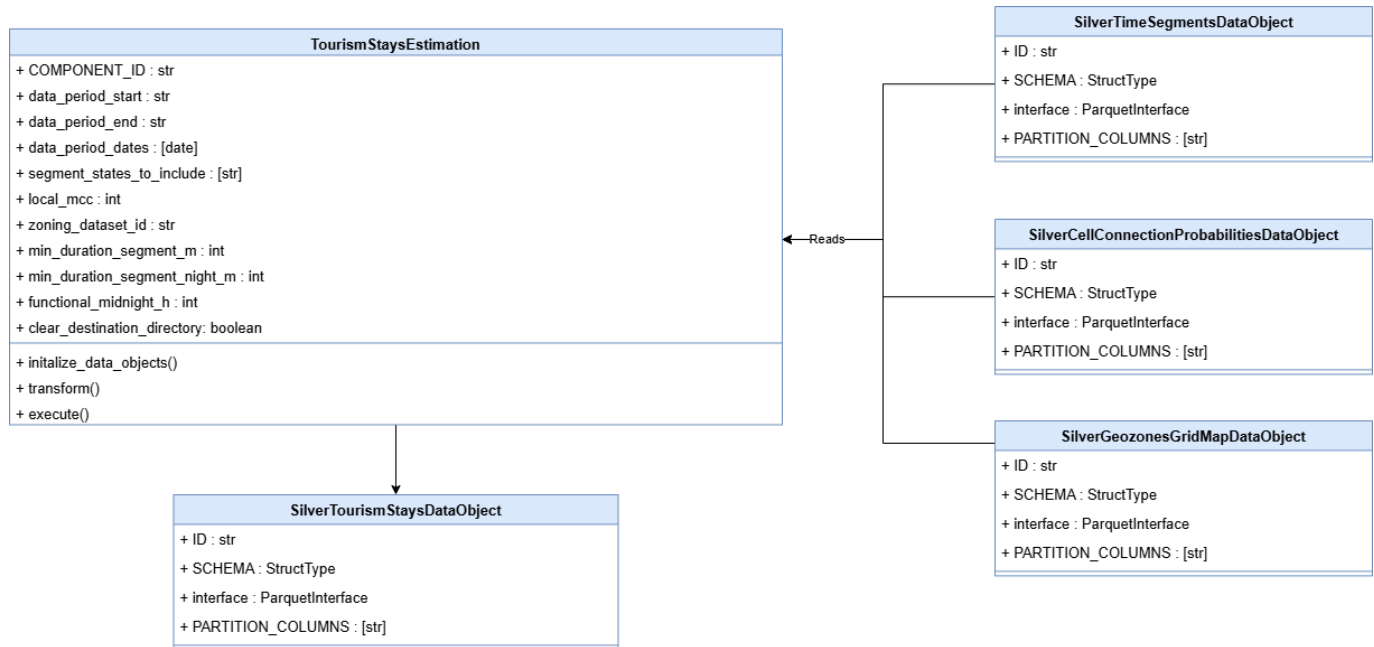 TourismStaysEstimation
+ COMPONENT_ID : str
+ data_period_start : str
+ data_period_end : str
+ data_period_dates : [date]
+ segment_states_to_include : [str]
+ local_mcc : int
+ zoning_dataset_id : str
+ min_duration_segment_m : int
+ min_duration_segment_night_m : int
+ functional_midnight_h : int
+ clear_destination_directory: boolean
+ initalize_data_objects()
+ transform()
+ execute()
Reads
SilverTimeSegmentsDataObject
+ ID : str
+ SCHEMA : StructType
+ interface : ParquetInterface
+ PARTITION_COLUMNS : [str]
SilverCellConnectionProbabilitiesDataObject
+ ID : str
+ SCHEMA : StructType
+ interface : ParquetInterface
+ PARTITION_COLUMNS : [str]
SilverGeozonesGridMapDataObject
+ ID : str
+ SCHEMA : StructType
+ interface : ParquetInterface
+ PARTITION_COLUMNS : [str]
SilverTourismStaysDataObject
+ ID : str
+ SCHEMA : StructType
+ interface : ParquetInterface
+ PARTITION_COLUMNS : [str]